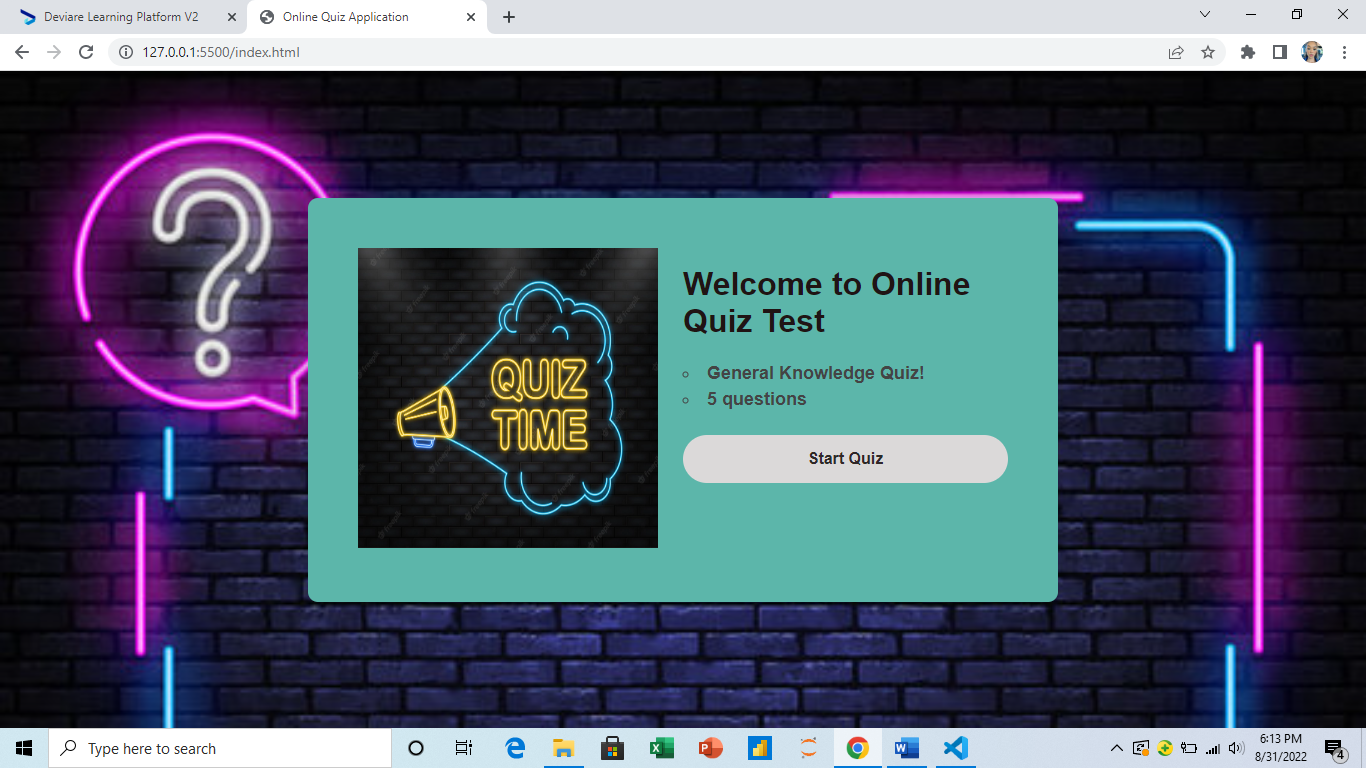 Deviare Learning Platform V2
Online Quiz Application
127.0.0.1:5500/index.html
Welcome to Online
Quiz Test
General Knowledge Quiz!
5 questions
Start Quiz
QUIZ
TIME
Type here to search
6:13 PM
8/31/2022
4